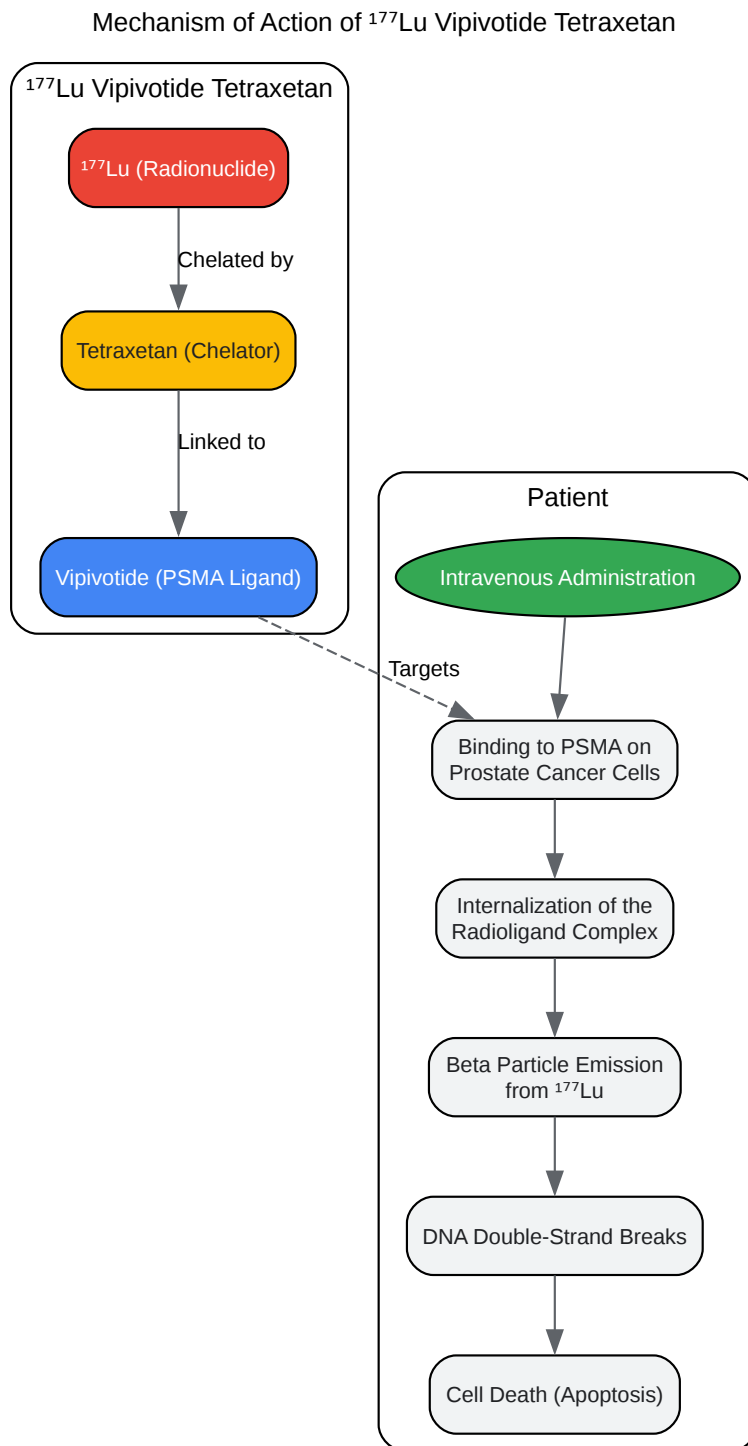 Mechanism of Action of ¹⁷⁷Lu Vipivotide Tetraxetan
¹⁷⁷Lu Vipivotide Tetraxetan
¹⁷⁷Lu (Radionuclide)
Chelated by
Tetraxetan (Chelator)
Linked to
Vipivotide (PSMA Ligand)
Targets
Patient
Intravenous Administration
Binding to PSMA on
Prostate Cancer Cells
Internalization of the
Radioligand Complex
Beta Particle Emission
from ¹⁷⁷Lu
DNA Double-Strand Breaks
Cell Death (Apoptosis)